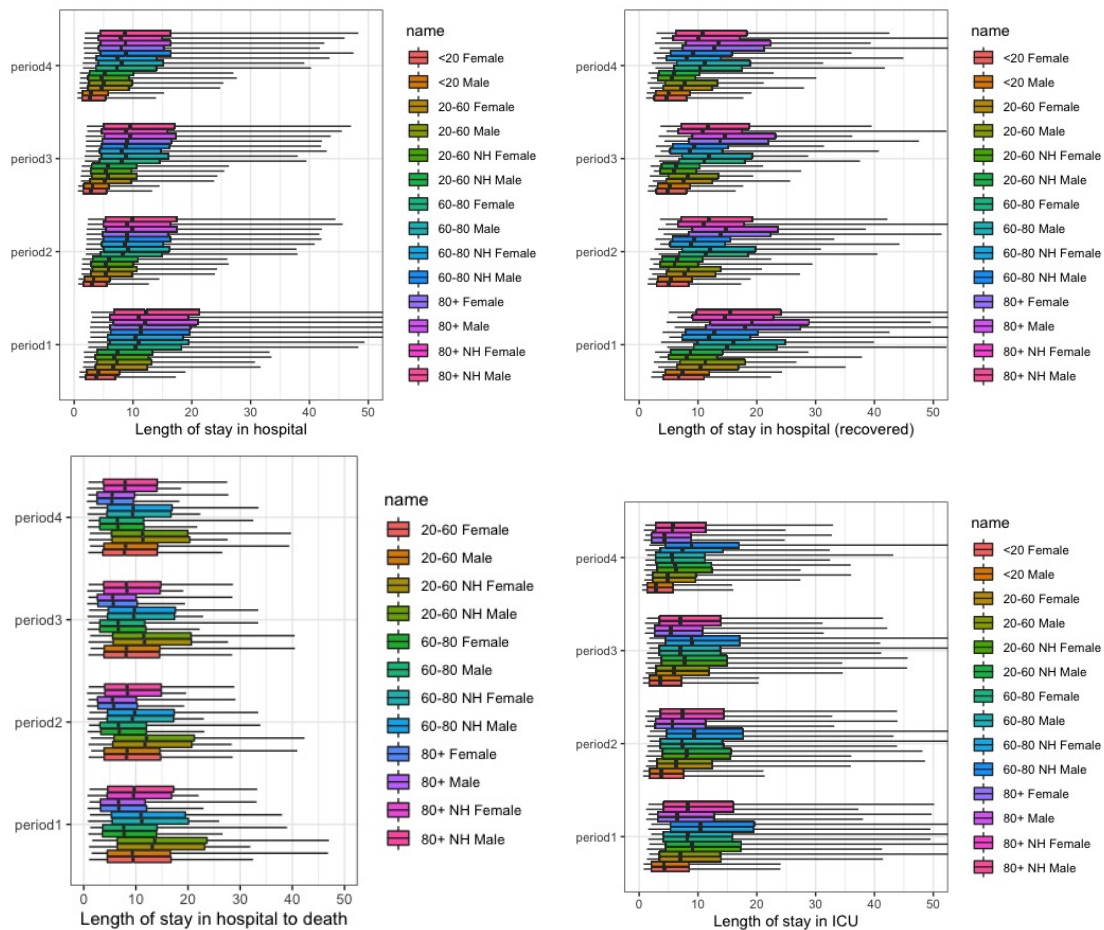 name
period4
period3
period2
period1
0 10 20 30 40 50
Length of stay in hospital
<20 Female
<20 Male
20-60 Female
20-60 Male
20-60 NH Female
20-60 NH Male
60-80 Female
60-80 Male
60-80 NH Female
60-80 NH Male
80+ Female
80+ Male
80+ NH Female
80+ NH Male
name
period4
period3
period2
period1
0 10 20 30 40 50
Length of stay in hospital (recovered)
<20 Female
<20 Male
20-60 Female
20-60 Male
20-60 NH Female
20-60 NH Male
60-80 Female
60-80 Male
60-80 NH Female
60-80 NH Male
80+ Female
80+ Male
80+ NH Female
80+ NH Male
name
period4
period3
period2
period1
0 10 20 30 40 50
Length of stay in hospital to death
20-60 Female
20-60 Male
20-60 NH Female
20-60 NH Male
60-80 Female
60-80 Male
60-80 NH Female
60-80 NH Male
80+ Female
80+ Male
80+ NH Female
80+ NH Male
name
period4
period3
period2
period1
0 10 20 30 40 50
Length of stay in ICU
<20 Female
<20 Male
20-60 Female
20-60 Male
20-60 NH Female
20-60 NH Male
60-80 Female
60-80 Male
60-80 NH Female
60-80 NH Male
80+ Female
80+ Male
80+ NH Female
80+ NH Male